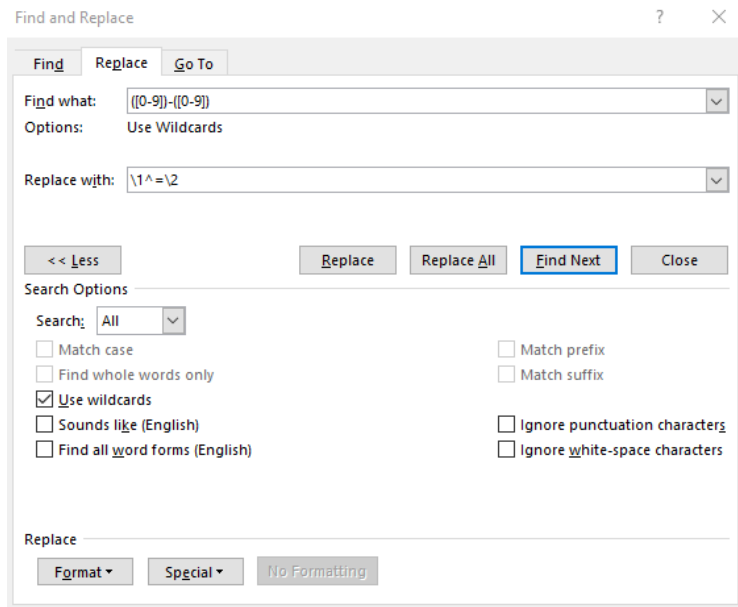 Find and Replace ?
Find Replace Go To
Find what: ([0-9])-([0-9])
Options: Use Wildcards
Replace with: \1^=\2
<< Less Replace Replace All Find Next Close
Search Options
Search: All
Match case Match prefix
Find whole words only Match suffix
Use wildcards
Sounds like (English) Ignore punctuation characters
Find all word forms (English) Ignore white-space characters
Replace
Format Special No Formatting